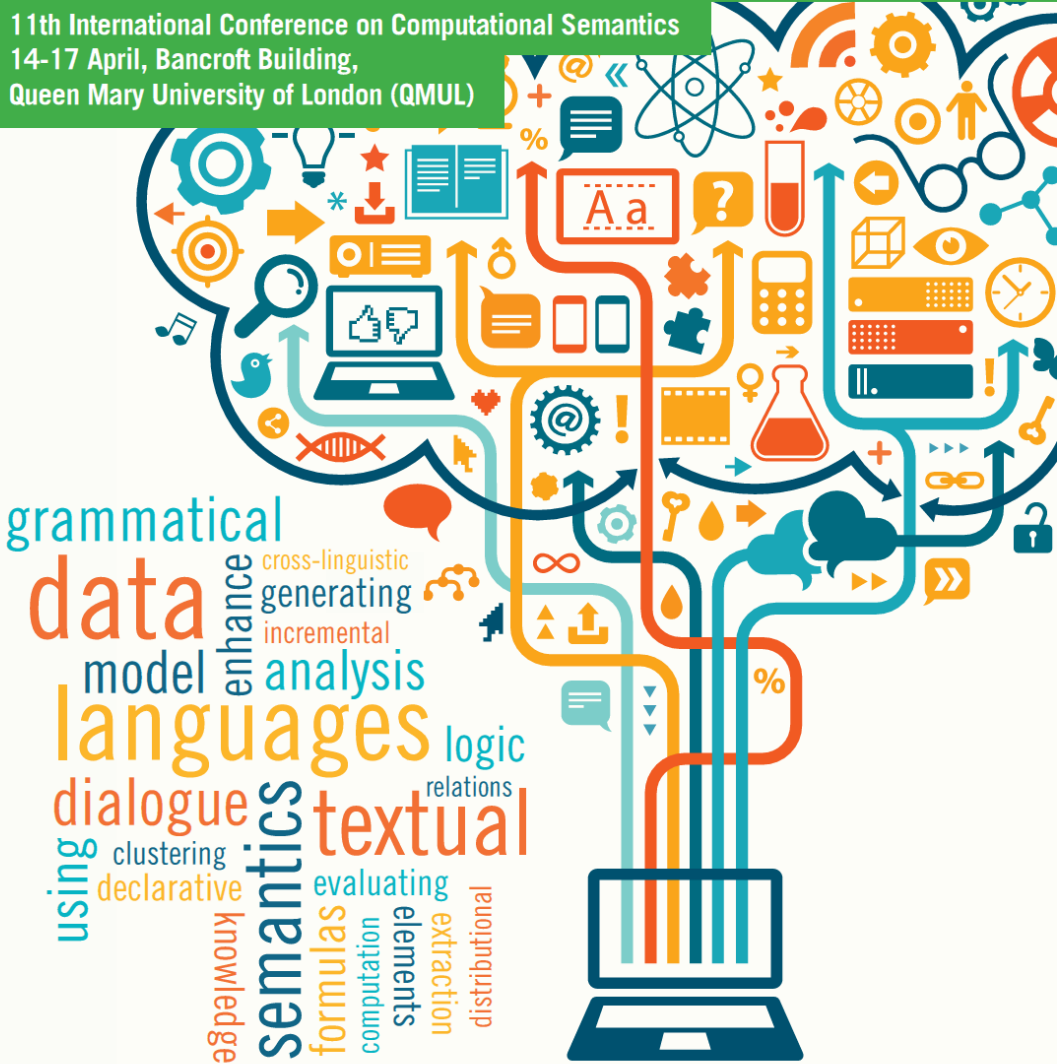 11th International Conference on Computational Semantics
14-17 April, Bancroft Building,
Queen Mary University of London (QMUL)
@
%
Aa
?
@
!
!
%
grammatical
data
enhance
cross-linguistic
generating
incremental
model
analysis
languages
logic
dialogue
relations
semantics
textual
using
clustering
declarative
evaluating
knowledge
formulas
computation
elements
extraction
distributional